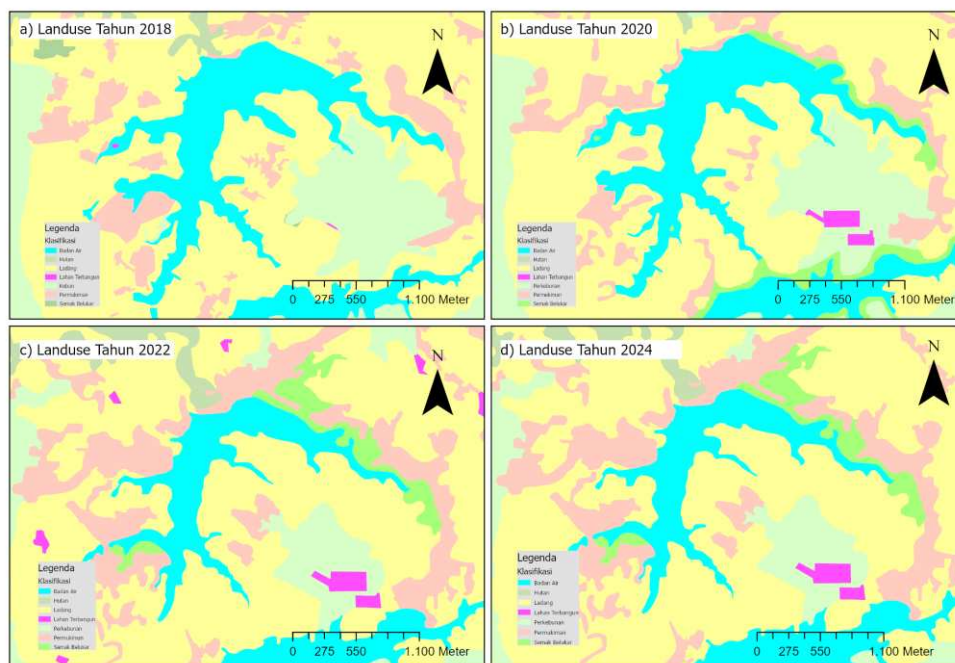 a) Landuse Tahun 2018
N
Legenda
Klasifikasi
Badan Air
Hutan
Ladang
Lahan Terbangun
Kebun
Permukiman
Semak Belukar
0 275 550 1.100 Meter
b) Landuse Tahun 2020
N
Legenda
Klasifikasi
Badan Air
Hutan
Ladang
Lahan Terbangun
Perkebunan
Permukiman
Semak Belukar
0 275 550 1.100 Meter
c) Landuse Tahun 2022
N
Legenda
Klasifikasi
Badan Air
Hutan
Ladang
Lahan Terbangun
Perkebunan
Permukiman
Semak Belukar
0 275 550 1.100 Meter
d) Landuse Tahun 2024
N
Legenda
Klasifikasi
Badan Air
Hutan
Ladang
Lahan Terbangun
Perkebunan
Permukiman
Semak Belukar
0 275 550 1.100 Meter